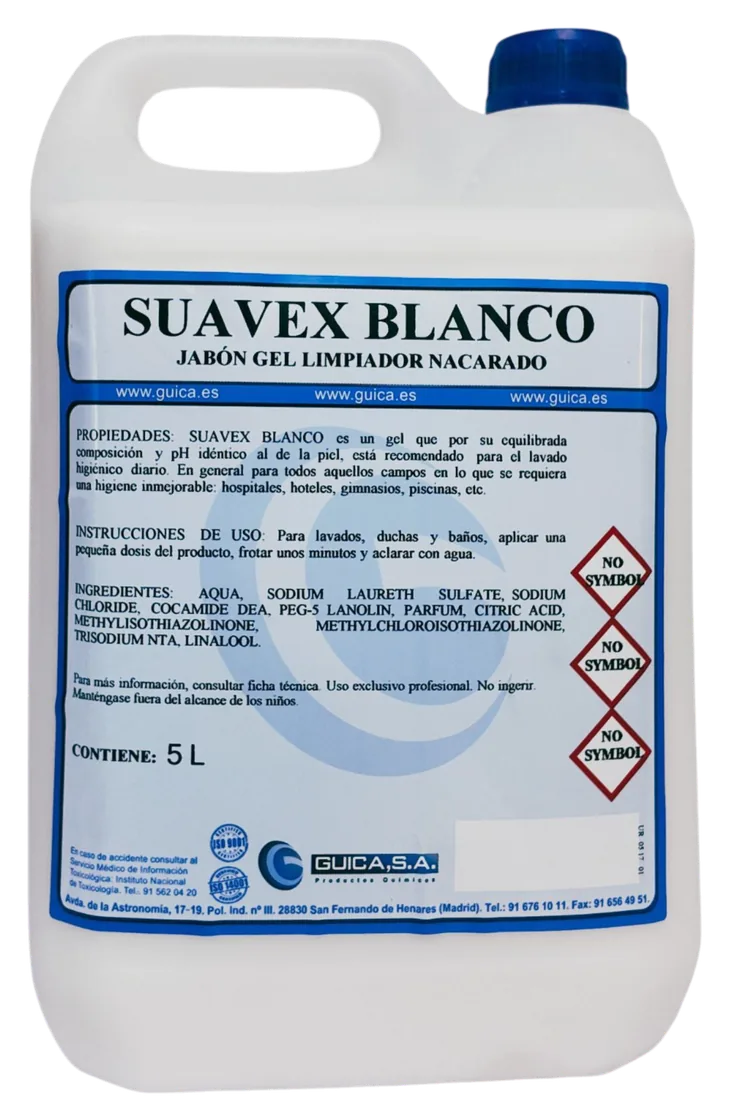 SUAVEX BLANCO
JABÓN GEL LIMPIADOR NACARADO
www.guica.es www.guica.es www.guica.es
PROPIEDADES: SUAVEX BLANCO es un gel que por su equilibrada
composición y pH idéntico al de la piel, está recomendado para el lavado
higiénico diario. En general para todos aquellos campos en lo que se requiera
una higiene inmejorable: hospitales, hoteles, gimnasios, piscinas, etc.
INSTRUCCIONES DE USO: Para lavados, duchas y baños, aplicar una
pequeña dosis del producto, frotar unos minutos y aclarar con agua.
INGREDIENTES: AQUA, SODIUM LAURETH SULFATE, SODIUM
CHLORIDE, COCAMIDE DEA, PEG-5 LANOLIN, PARFUM, CITRIC ACID,
METHYLISOTHIAZOLINONE, METHYLCHLOROISOTHIAZOLINONE,
TRISODIUM NTA, LINALOOL.
Para más información, consultar ficha técnica. Uso exclusivo profesional. No ingerir.
Manténgase fuera del alcance de los niños.
NO
SYMBOL
NO
SYMBOL
NO
SYMBOL
CONTIENE: 5 L
En caso de accidente consultar al
Servicio Médico de Información
Toxicológica: Instituto Nacional
de Toxicología. Tel.. 91 562 04 20
CERTIFIED
ISO 9001
ISO 14001
GUICA,S.A.
Productos Químicos
UR 05 17 01
Avda. de la Astronomía, 17-19. Pol. Ind. nº III. 28830 San Fernando de Henares (Madrid). Tel.: 91 676 10 11. Fax: 91 656 49 51.